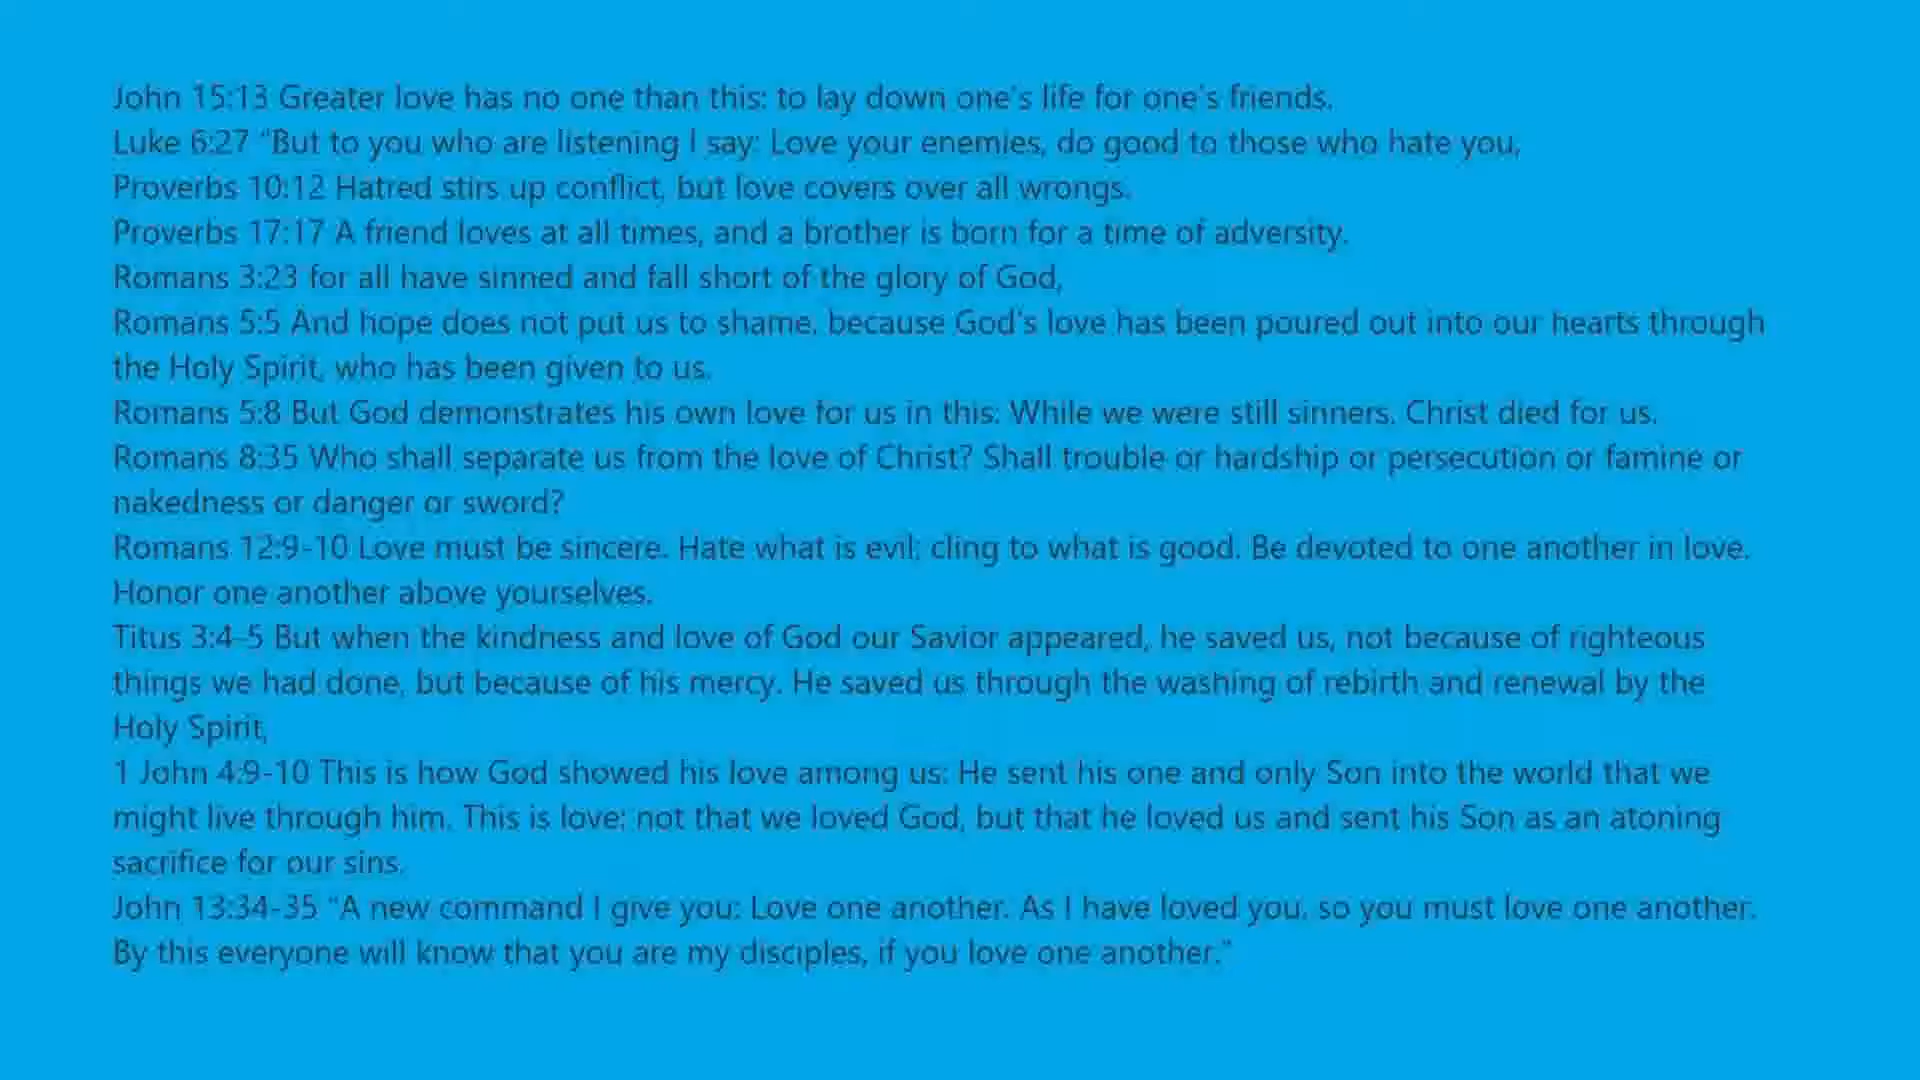 John 15:13 Greater love has no one than this: to lay down one's life for one's friends.
Luke 6:27 "But to you who are listening I say: Love your enemies, do good to those who hate you,
Proverbs 10:12 Hatred stirs up conflict, but love covers over all wrongs.
Proverbs 17:17 A friend loves at all times, and a brother is born for a time of adversity.
Romans 3:23 for all have sinned and fall short of the glory of God,
Romans 5:5 And hope does not put us to shame, because God's love has been poured out into our hearts through
the Holy Spirit, who has been given to us.
Romans 5:8 But God demonstrates his own love for us in this: While we were still sinners, Christ died for us.
Romans 8:35 Who shall separate us from the love of Christ? Shall trouble or hardship or persecution or famine or
nakedness or danger or sword?
Romans 12:9-10 Love must be sincere. Hate what is evil; cling to what is good. Be devoted to one another in love.
Honor one another above yourselves.
Titus 3:4-5 But when the kindness and love of God our Savior appeared, he saved us, not because of righteous
things we had done, but because of his mercy. He saved us through the washing of rebirth and renewal by the
Holy Spirit,
1 John 4:9-10 This is how God showed his love among us: He sent his one and only Son into the world that we
might live through him. This is love: not that we loved God, but that he loved us and sent his Son as an atoning
sacrifice for our sins.
John 13:34-35 "A new command I give you: Love one another. As I have loved you, so you must love one another.
By this everyone will know that you are my disciples, if you love one another."